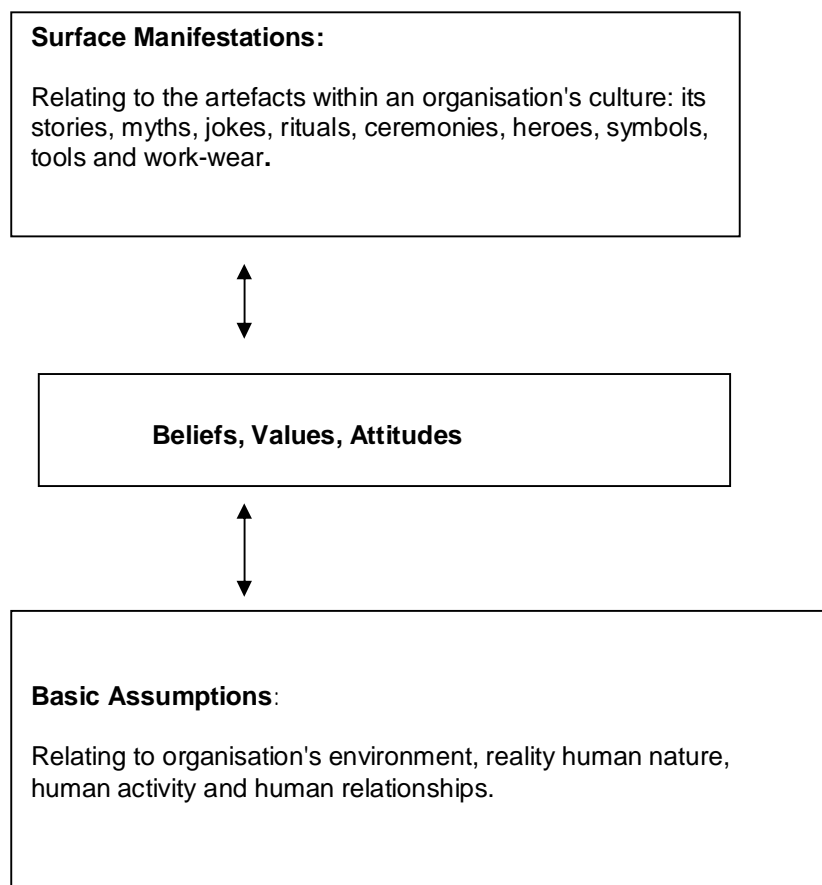 Surface Manifestations:
Relating to the artefacts within an organisation's culture: its
stories, myths, jokes, rituals, ceremonies, heroes, symbols,
tools and work-wear.
Beliefs, Values, Attitudes
Basic Assumptions:
Relating to organisation's environment, reality human nature,
human activity and human relationships.